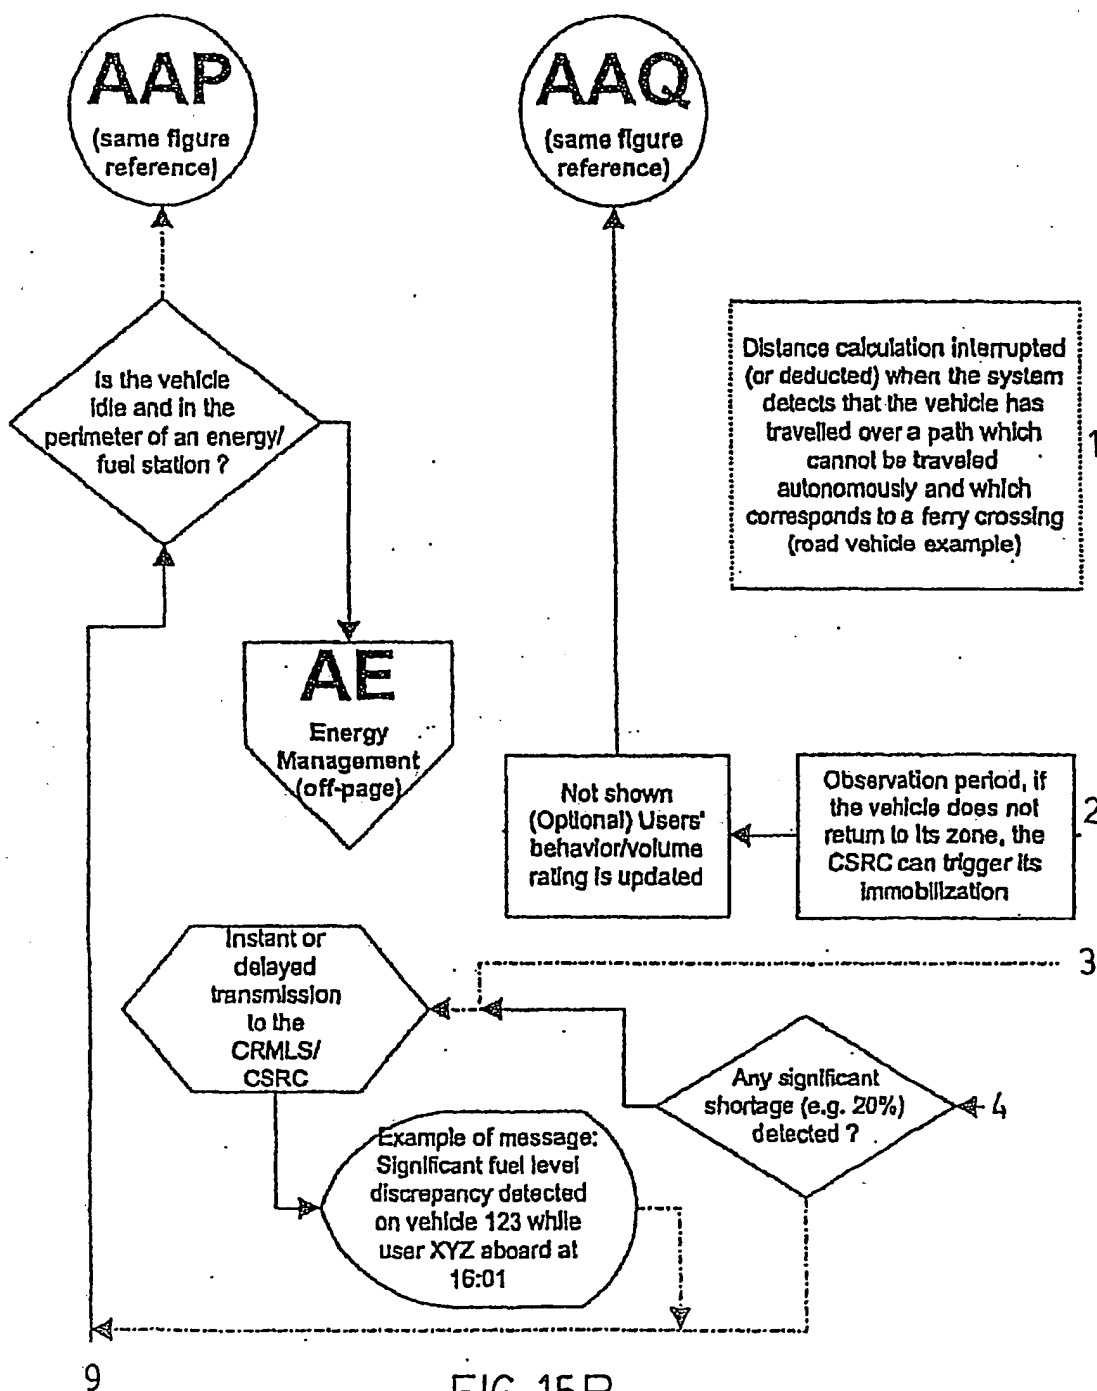 AAP
(same figure
reference)
AAQ
(same figure
reference)
Is the vehicle
idle and in the
perimeter of an energy/
fuel station ?
Distance calculation interrupted
(or deducted) when the system
detects that the vehicle has
travelled over a path which
cannot be traveled
autonomously and which
corresponds to a ferry crossing
(road vehicle example)
1
AE
Energy
Management
(off-page)
Not shown
(Optional) Users'
behavior/volume
rating is updated
Observation period, if
the vehicle does not
return to its zone, the
CSRC can trigger its
immobilization
2
Instant or
delayed
transmission
to the
CRMLS/
CSRC
3
Any significant
shortage (e.g. 20%)
detected ?
4
Example of message:
Significant fuel level
discrepancy detected
on vehicle 123 while
user XYZ aboard at
16:01
9
FIG. 15B